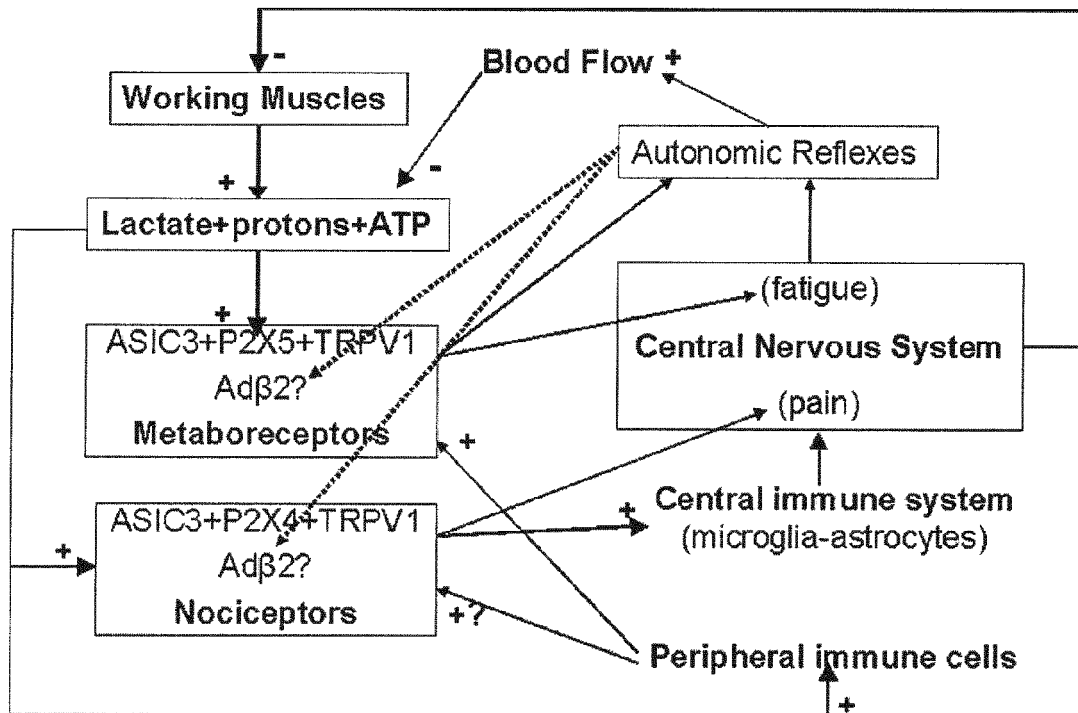 -
Blood Flow +
Working Muscles
Autonomic Reflexes
+
-
Lactate+protons+ATP
+
(fatigue)
ASIC3+P2X5+TRPV1
Central Nervous System
Adβ2?
(pain)
Metaboreceptors
+
Central immune system
ASIC3+P2X4+TRPV1
+
(microglia-astrocytes)
+
Adβ2?
Nociceptors
+?
Peripheral immune cells
+